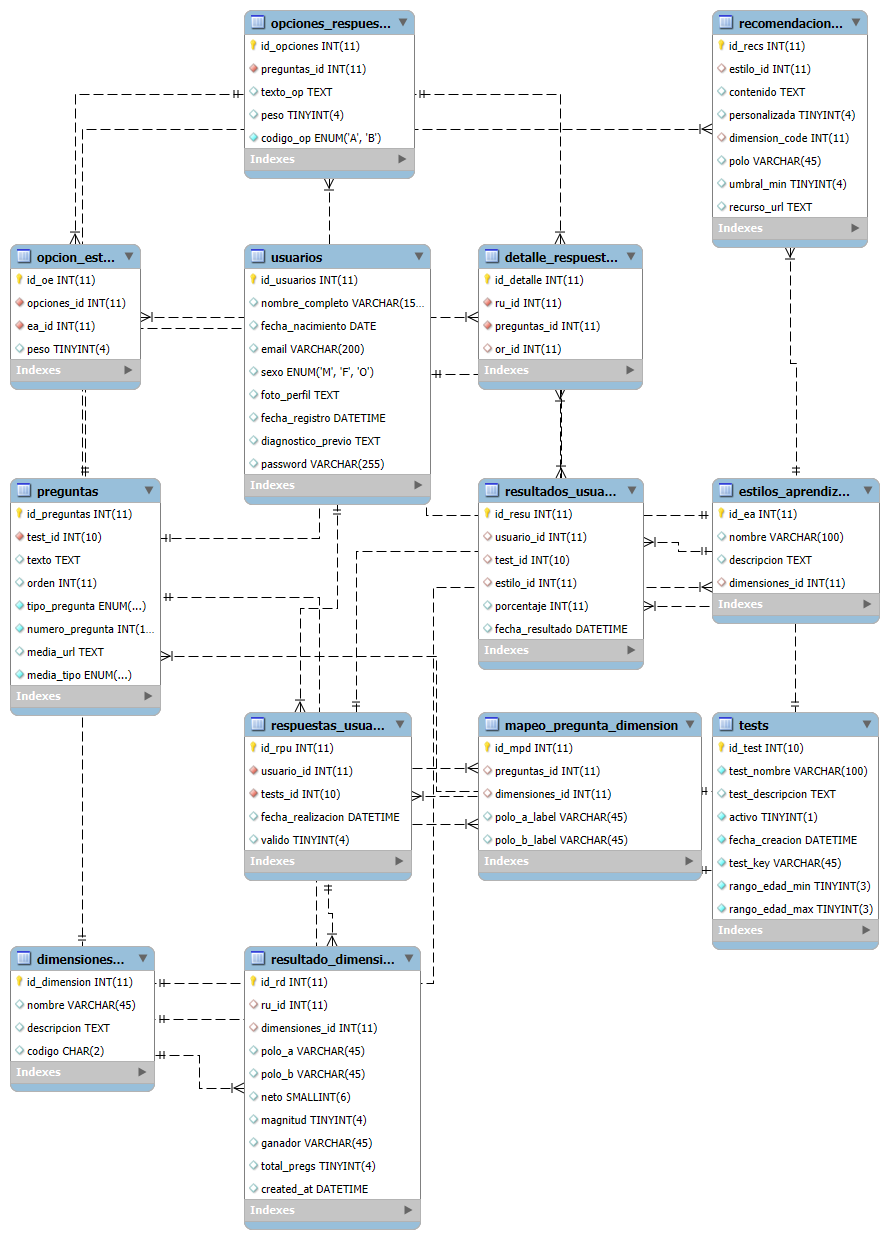 opciones_respues...
id_opciones INT(11)
preguntas_id INT(11)
texto_op TEXT
peso TINYINT(4)
codigo_op ENUM('A', 'B')
Indexes
recomendacion...
id_recs INT(11)
estilo_id INT(11)
contenido TEXT
personalizada TINYINT(4)
dimension_code INT(11)
polo VARCHAR(45)
umbral_min TINYINT(4)
recurso_url TEXT
Indexes
opcion_est...
id_oe INT(11)
opciones_id INT(11)
ea_id INT(11)
peso TINYINT(4)
Indexes
usuarios
id_usuarios INT(11)
nombre_completo VARCHAR(15...
fecha_nacimiento DATE
email VARCHAR(200)
sexo ENUM('M', 'F', 'O')
foto_perfil TEXT
fecha_registro DATETIME
diagnostico_previo TEXT
password VARCHAR(255)
Indexes
detalle_respuest...
id_detalle INT(11)
ru_id INT(11)
preguntas_id INT(11)
or_id INT(11)
Indexes
preguntas
id_preguntas INT(11)
test_id INT(10)
texto TEXT
orden INT(11)
tipo_pregunta ENUM(...)
numero_pregunta INT(1...
media_url TEXT
media_tipo ENUM(...)
Indexes
resultados_usua...
id_resu INT(11)
usuario_id INT(11)
test_id INT(10)
estilo_id INT(11)
porcentaje INT(11)
fecha_resultado DATETIME
Indexes
estilos_aprendiz...
id_ea INT(11)
nombre VARCHAR(100)
descripcion TEXT
dimensiones_id INT(11)
Indexes
respuestas_usua...
id_rpu INT(11)
usuario_id INT(11)
tests_id INT(10)
fecha_realizacion DATETIME
valido TINYINT(4)
Indexes
mapeo_pregunta_dimension
id_mpd INT(11)
preguntas_id INT(11)
dimensiones_id INT(11)
polo_a_label VARCHAR(45)
polo_b_label VARCHAR(45)
Indexes
tests
id_test INT(10)
test_nombre VARCHAR(100)
test_descripcion TEXT
activo TINYINT(1)
fecha_creacion DATETIME
test_key VARCHAR(45)
rango_edad_min TINYINT(3)
rango_edad_max TINYINT(3)
Indexes
dimensiones...
id_dimension INT(11)
nombre VARCHAR(45)
descripcion TEXT
codigo CHAR(2)
Indexes
resultado_dimensi...
id_rd INT(11)
ru_id INT(11)
dimensiones_id INT(11)
polo_a VARCHAR(45)
polo_b VARCHAR(45)
neto SMALLINT(6)
magnitud TINYINT(4)
ganador VARCHAR(45)
total_pregs TINYINT(4)
created_at DATETIME
Indexes